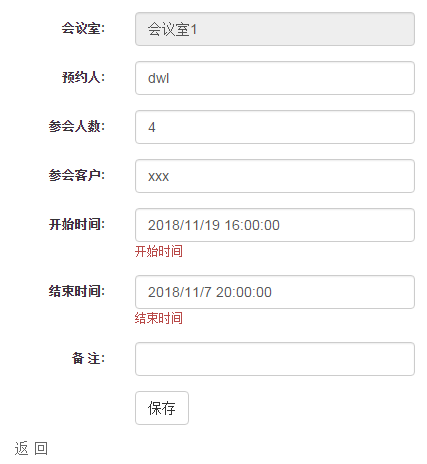 会议室: 会议室1
预约人: dwl
参会人数: 4
参会客户: xxx
开始时间: 2018/11/19 16:00:00
开始时间
结束时间: 2018/11/7 20:00:00
结束时间
备 注:
保存
返 回